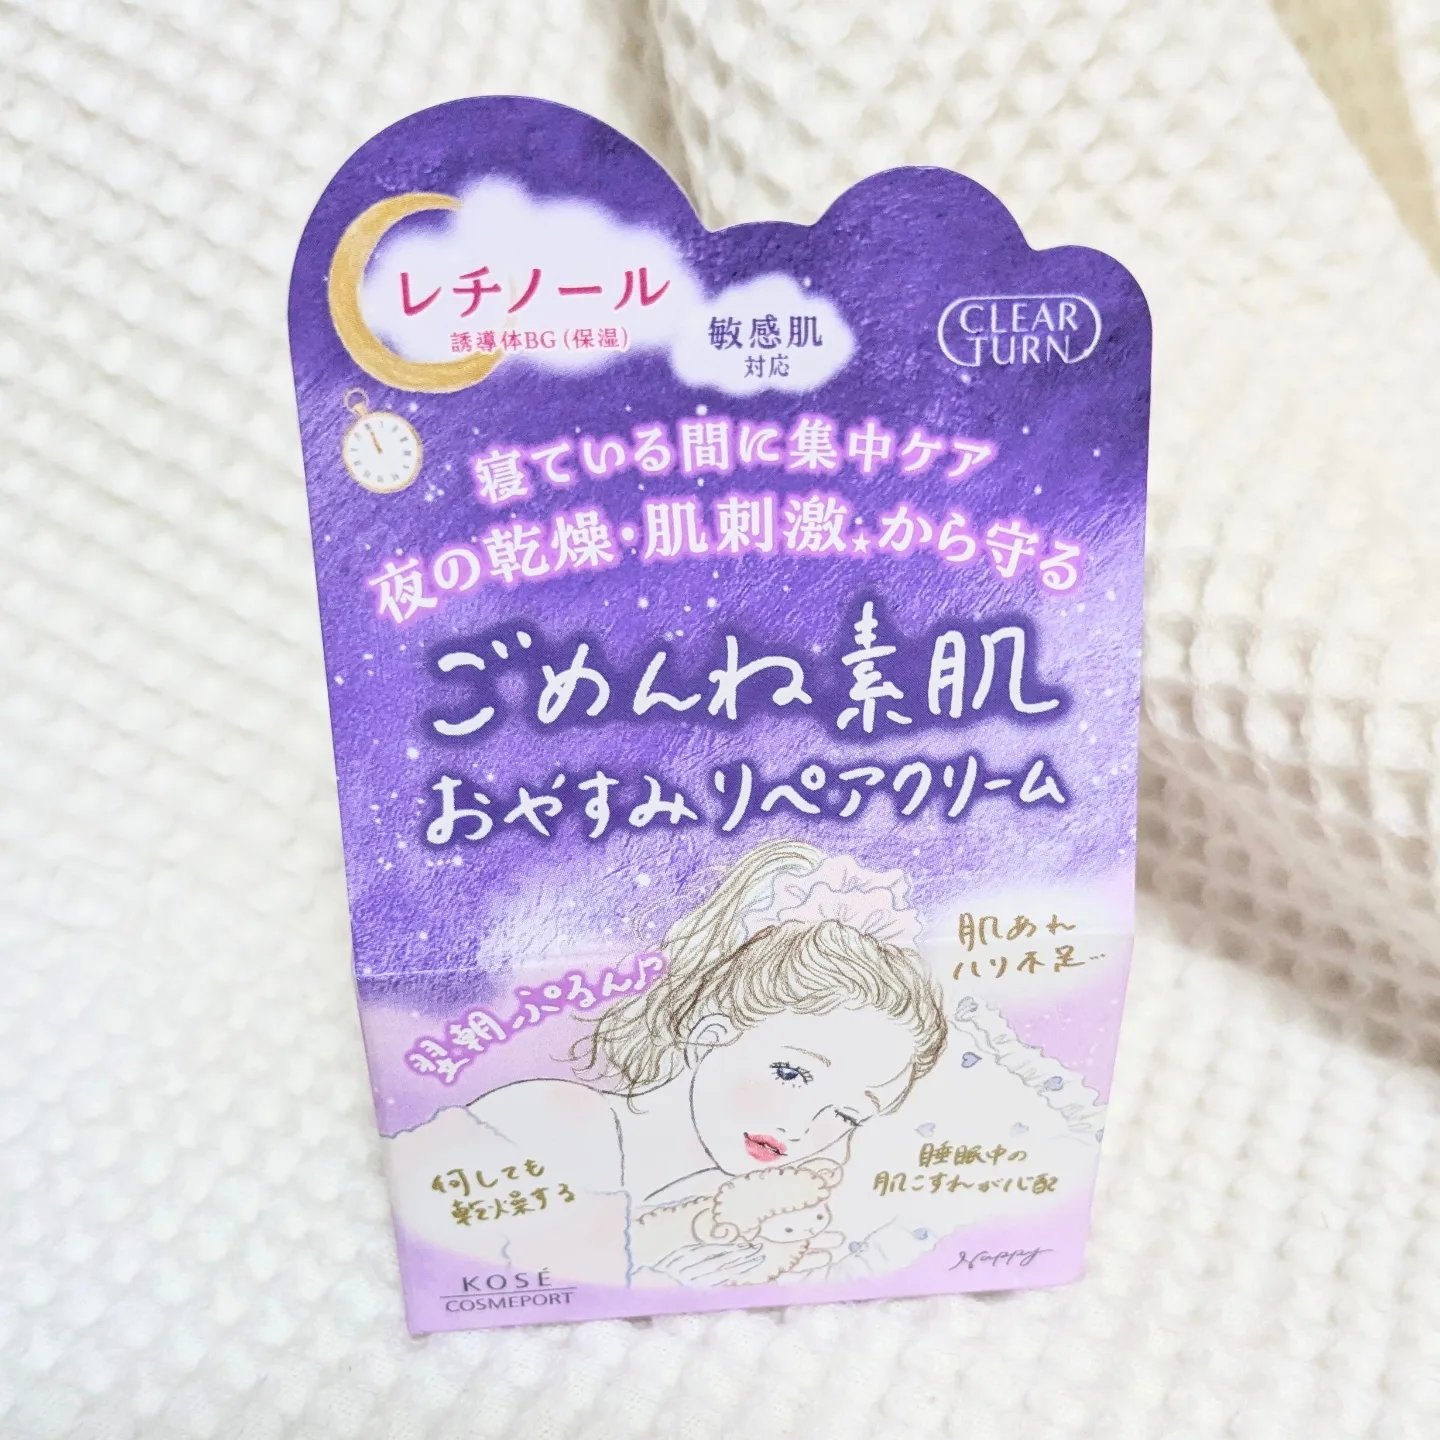 レチノール
誘導体BG (保湿)
敏感肌
対応
CLEAR
TURN
寝ている間に集中ケア
夜の乾燥・肌刺激☆から守る
ごめんね素肌
おやすみリペアクリーム
肌あれ
ハリ不足…
翌朝ぷるん♪
何しても
乾燥する
睡眠中の
肌こすれが心配
KOSÉ
COSMEPORT
Nappy